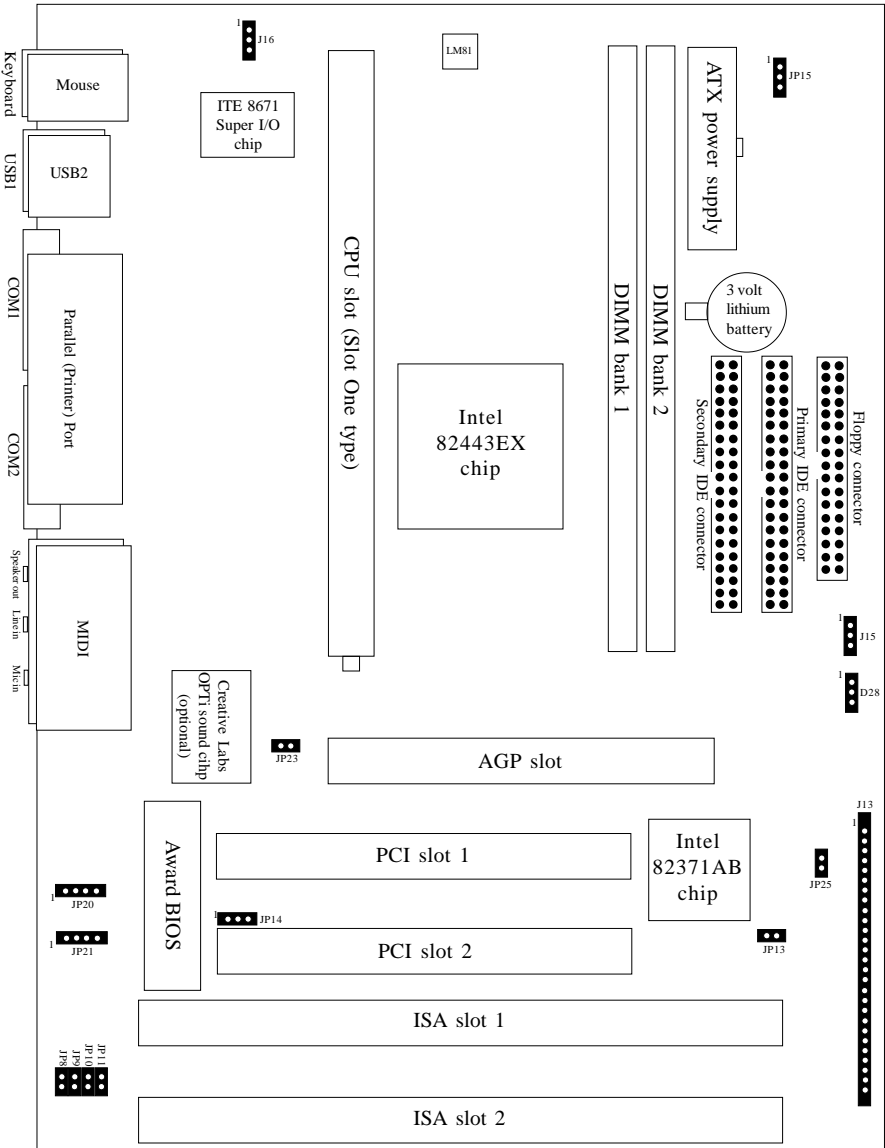 1
J16
LM81
1
JP15
Keyboard
Mouse
ITE 8671
Super I/O
chip
ATX power supply
USB1
USB2
CPU slot (Slot One type)
DIMM bank 1
DIMM bank 2
3 volt
lithium
battery
COM1
Parallel (Printer) Port
COM2
Intel
82443EX
chip
Secondary IDE connector
Primary IDE connector
Floppy connector
Speaker out
Line in
Mic in
MIDI
1
J15
1
D28
Creative Labs
OPTi sound cihp
(optional)
JP23
AGP slot
J13
1
Award BIOS
PCI slot 1
Intel
82371AB
chip
JP25
1
JP20
1
JP14
1
JP21
PCI slot 2
JP13
ISA slot 1
JP8
JP9
JP10
JP11
ISA slot 2